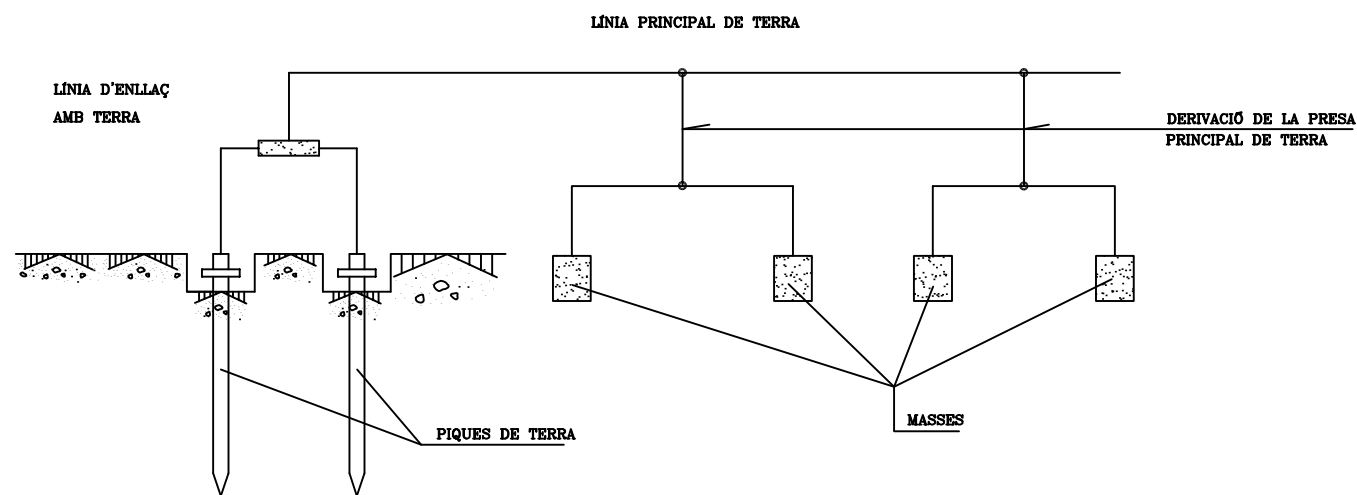 LÍNIA PRINCIPAL DE TERRA
LÍNIA D'ENLLAÇ
AMB TERRA
DERIVACIÓ DE LA PRESA
PRINCIPAL DE TERRA
MASSES
PIQUES DE TERRA